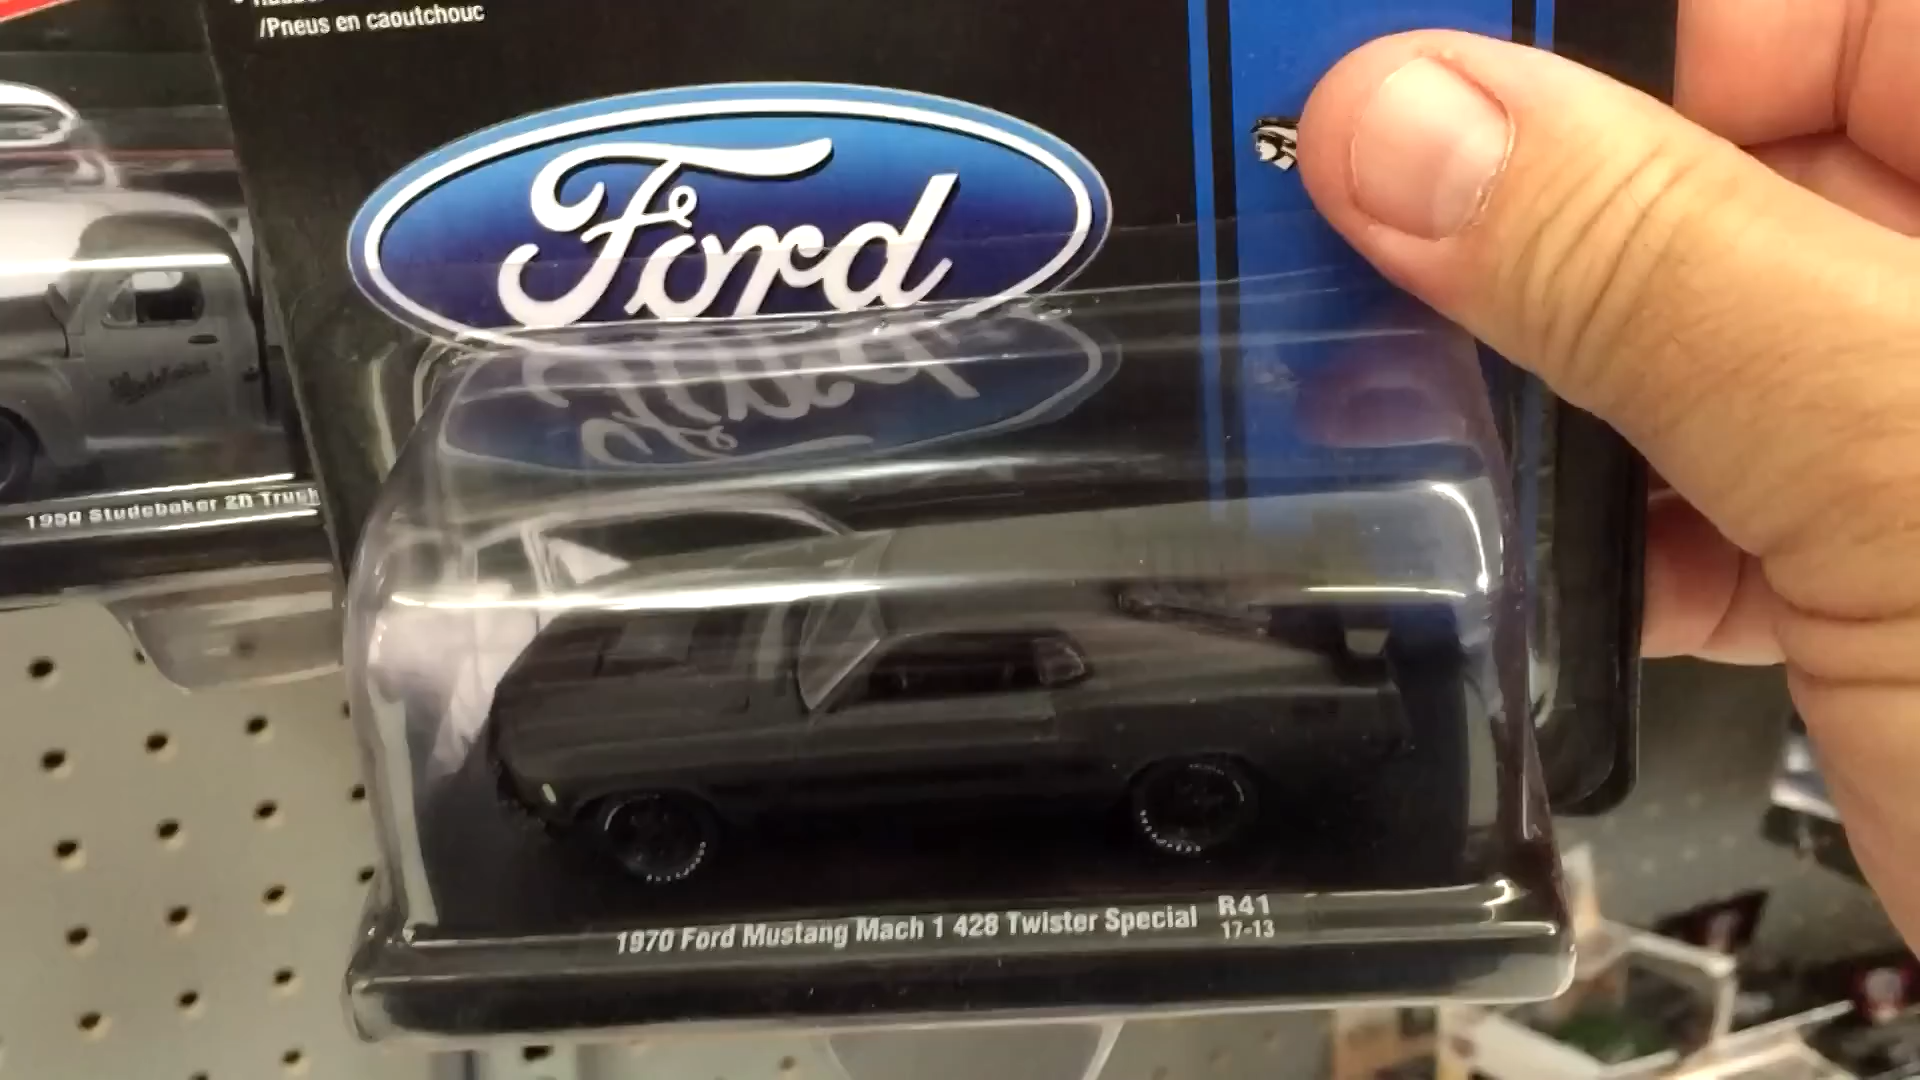 /Pneus en caoutchouc
Ford
1950 Studebaker 2R Truck
1970 Ford Mustang Mach 1 428 Twister Special R41
17-13